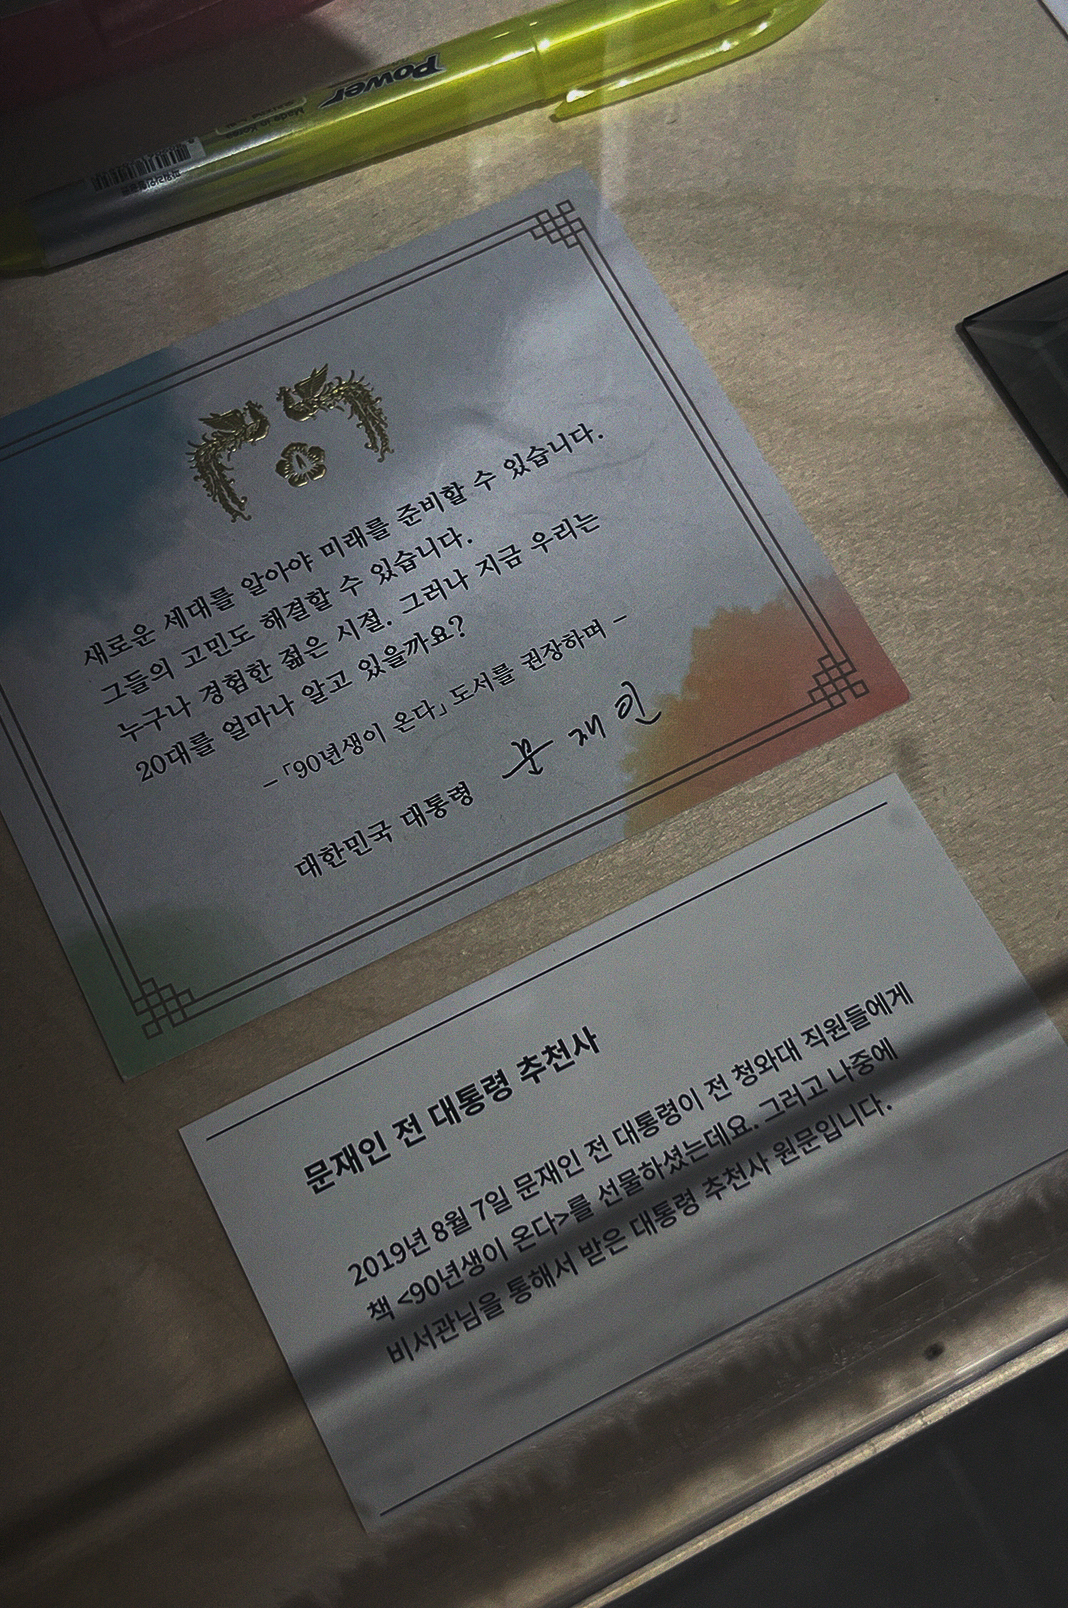 Power
Made in Korea
새로운 세대를 알아야 미래를 준비할 수 있습니다.
그들의 고민도 해결할 수 있습니다.
누구나 경험한 젊은 시절. 그러나 지금 우리는
20대를 얼마나 알고 있을까요?
– 「90년생이 온다」 도서를 권장하며 –
대한민국 대통령 문재인
문재인 전 대통령 추천사
2019년 8월 7일 문재인 전 대통령이 전 청와대 직원들에게
책 <90년생이 온다>를 선물하셨는데요. 그리고 나중에
비서관님을 통해서 받은 대통령 추천사 원문입니다.